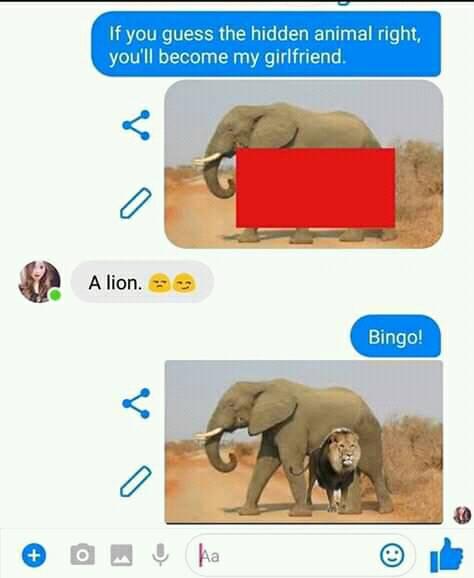 If you guess the hidden animal right,
you'll become my girlfriend.
A lion. 😒😏
Bingo!
Aa